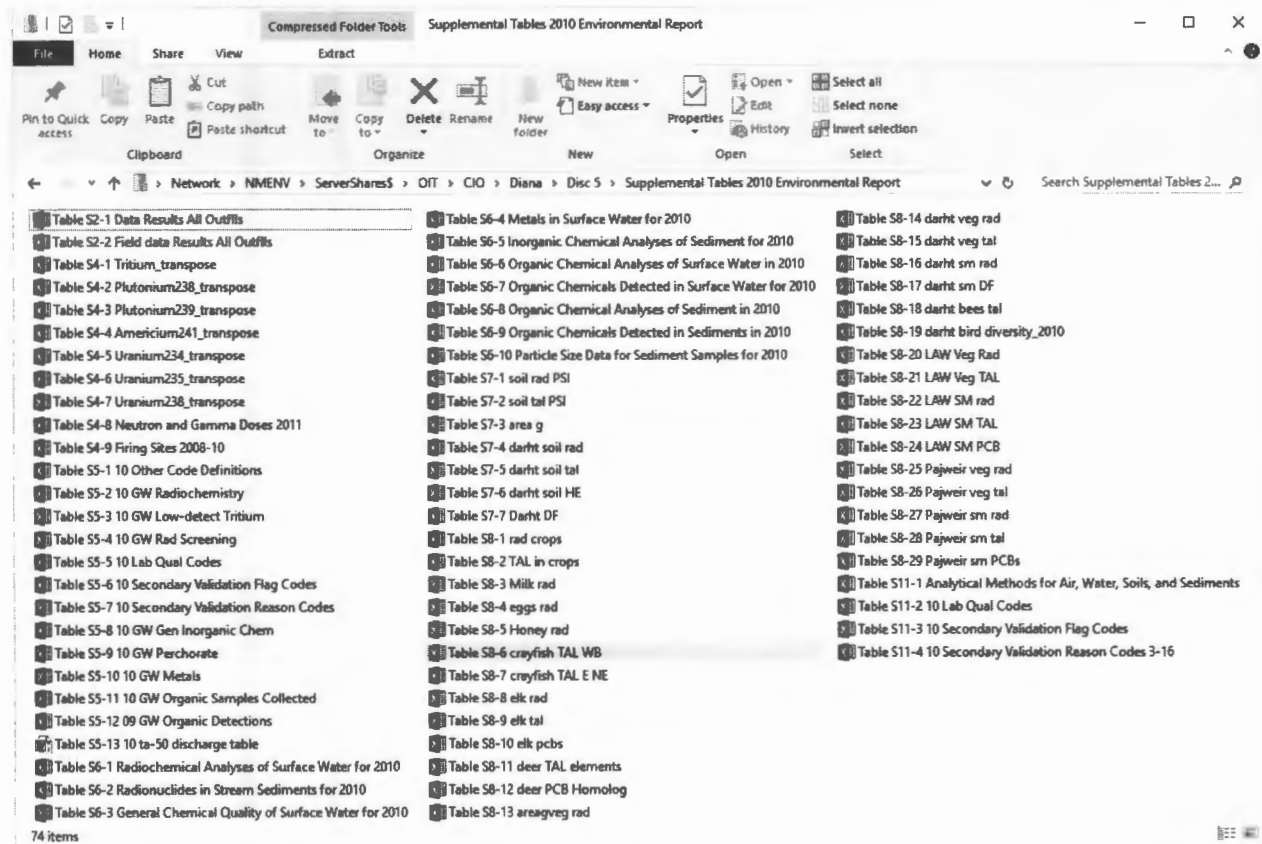 Compressed Folder Tools Supplemental Tables 2010 Environmental Report
File Home Share View Extract
Pin to Quick access
Copy
Paste
Cut
Copy path
Paste shortcut
Move to
Copy to
Delete
Rename
New folder
New item
Easy access
Properties
Open
Edit
History
Select all
Select none
Invert selection
Clipboard Organize New Open Select
Network > NMENV > ServerShares$ > OIT > CIO > Diana > Disc 5 > Supplemental Tables 2010 Environmental Report Search Supplemental Tables 2...
Table S2-1 Data Results All Outflls
Table S2-2 Field data Results All Outflls
Table S4-1 Tritium_transpose
Table S4-2 Plutonium238_transpose
Table S4-3 Plutonium239_transpose
Table S4-4 Americium241_transpose
Table S4-5 Uranium234_transpose
Table S4-6 Uranium235_transpose
Table S4-7 Uranium238_transpose
Table S4-8 Neutron and Gamma Doses 2011
Table S4-9 Firing Sites 2008-10
Table S5-1 10 Other Code Definitions
Table S5-2 10 GW Radiochemistry
Table S5-3 10 GW Low-detect Tritium
Table S5-4 10 GW Rad Screening
Table S5-5 10 Lab Qual Codes
Table S5-6 10 Secondary Validation Flag Codes
Table S5-7 10 Secondary Validation Reason Codes
Table S5-8 10 GW Gen Inorganic Chem
Table S5-9 10 GW Perchorate
Table S5-10 10 GW Metals
Table S5-11 10 GW Organic Samples Collected
Table S5-12 09 GW Organic Detections
Table S5-13 10 ta-50 discharge table
Table S6-1 Radiochemical Analyses of Surface Water for 2010
Table S6-2 Radionuclides in Stream Sediments for 2010
Table S6-3 General Chemical Quality of Surface Water for 2010
Table S6-4 Metals in Surface Water for 2010
Table S6-5 Inorganic Chemical Analyses of Sediment for 2010
Table S6-6 Organic Chemical Analyses of Surface Water in 2010
Table S6-7 Organic Chemicals Detected in Surface Water for 2010
Table S6-8 Organic Chemical Analyses of Sediment in 2010
Table S6-9 Organic Chemicals Detected in Sediments in 2010
Table S6-10 Particle Size Data for Sediment Samples for 2010
Table S7-1 soil rad PSI
Table S7-2 soil tal PSI
Table S7-3 area g
Table S7-4 darht soil rad
Table S7-5 darht soil tal
Table S7-6 darht soil HE
Table S7-7 Darht DF
Table S8-1 rad crops
Table S8-2 TAL in crops
Table S8-3 Milk rad
Table S8-4 eggs rad
Table S8-5 Honey rad
Table S8-6 crayfish TAL WB
Table S8-7 crayfish TAL E NE
Table S8-8 elk rad
Table S8-9 elk tal
Table S8-10 elk pcbs
Table S8-11 deer TAL elements
Table S8-12 deer PCB Homolog
Table S8-13 areagveg rad
Table S8-14 darht veg rad
Table S8-15 darht veg tal
Table S8-16 darht sm rad
Table S8-17 darht sm DF
Table S8-18 darht bees tal
Table S8-19 darht bird diversity_2010
Table S8-20 LAW Veg Rad
Table S8-21 LAW Veg TAL
Table S8-22 LAW SM rad
Table S8-23 LAW SM TAL
Table S8-24 LAW SM PCB
Table S8-25 Pajweir veg rad
Table S8-26 Pajweir veg tal
Table S8-27 Pajweir sm rad
Table S8-28 Pajweir sm tal
Table S8-29 Pajweir sm PCBs
Table S11-1 Analytical Methods for Air, Water, Soils, and Sediments
Table S11-2 10 Lab Qual Codes
Table S11-3 10 Secondary Validation Flag Codes
Table S11-4 10 Secondary Validation Reason Codes 3-16
74 items